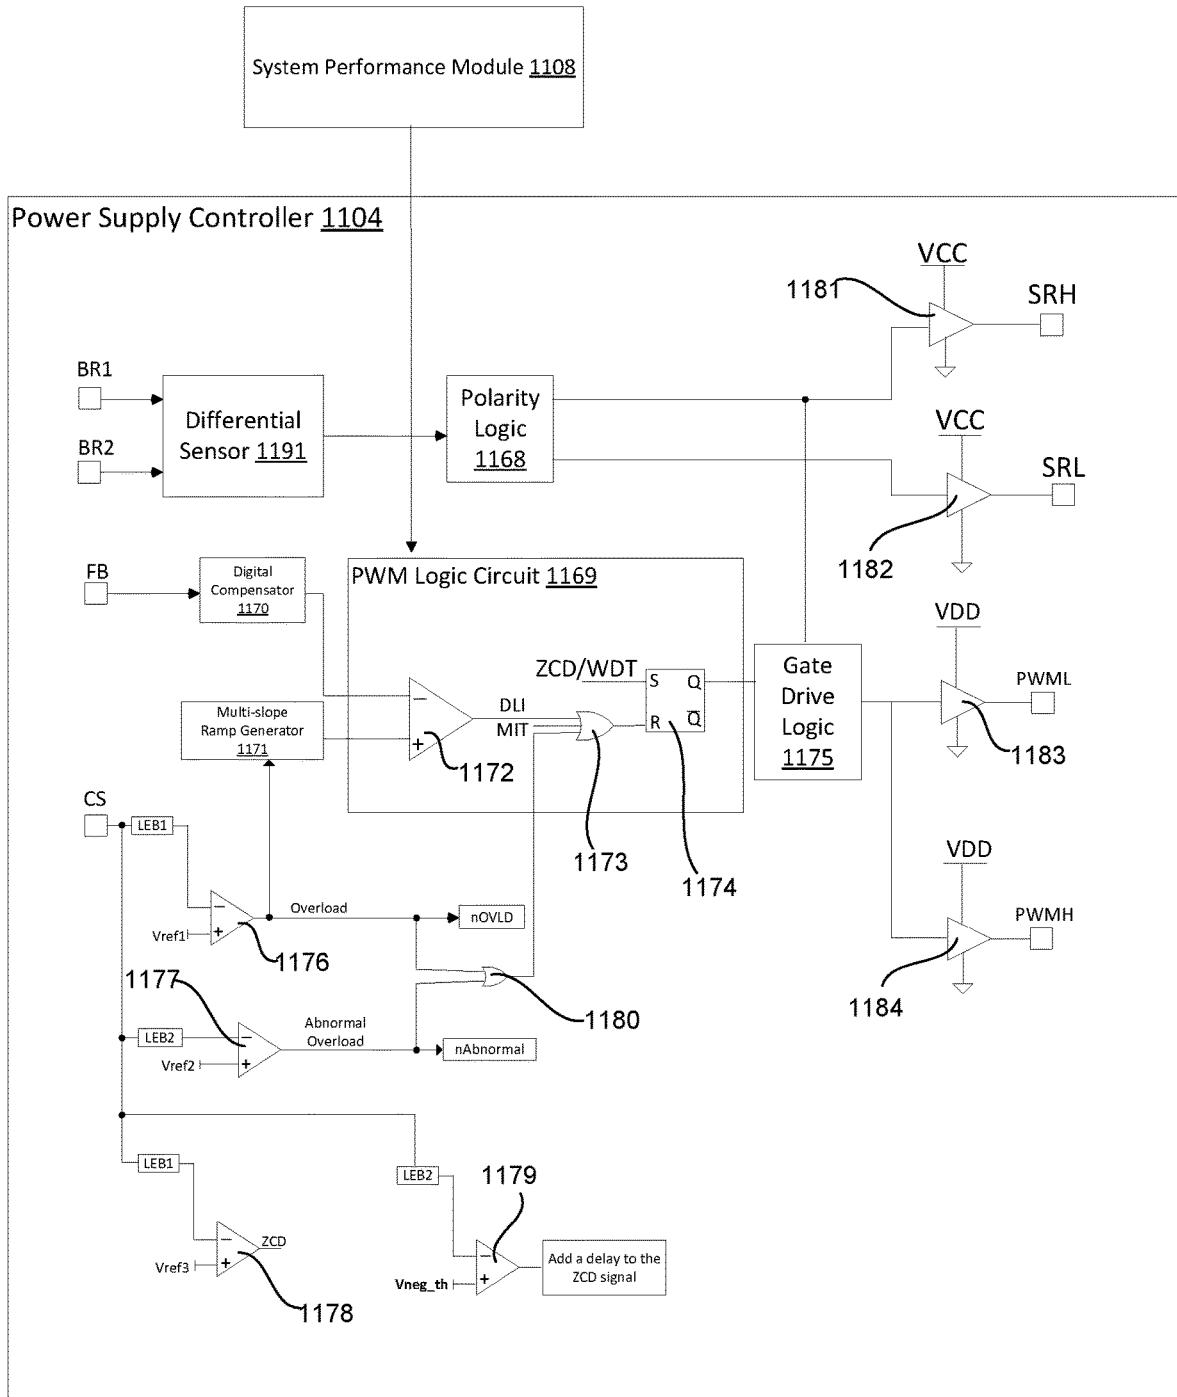 System Performance Module 1108
Power Supply Controller 1104
VCC
1181
SRH
BR1
BR2
Differential
Sensor 1191
Polarity
Logic
1168
VCC
SRL
1182
FB
Digital
Compensator
1170
PWM Logic Circuit 1169
VDD
ZCD/WDT
S
Q
R
Q
Gate
Drive
Logic
1175
PWML
1183
Multi-slope
Ramp Generator
1171
−
+
DLI
MIT
1172
1173
1174
CS
LEB1
VDD
−
+
Vref1
Overload
nOVLD
1176
PWMH
1184
1177
1180
LEB2
−
+
Vref2
Abnormal
Overload
nAbnormal
LEB1
LEB2
1179
−
+
ZCD
Vref3
1178
−
+
Vneg_th
Add a delay to the
ZCD signal